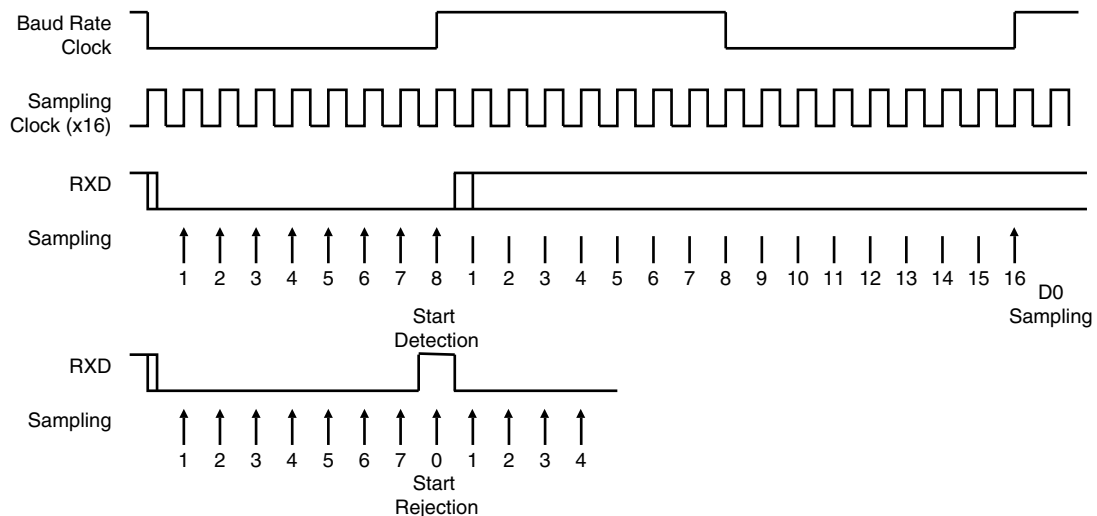 Baud Rate
Clock
Sampling
Clock (x16)
RXD
Sampling
1 2 3 4 5 6 7 8 1 2 3 4 5 6 7 8 9 10 11 12 13 14 15 16
D0
Sampling
Start
Detection
RXD
Sampling
1 2 3 4 5 6 7 0 1 2 3 4
Start
Rejection